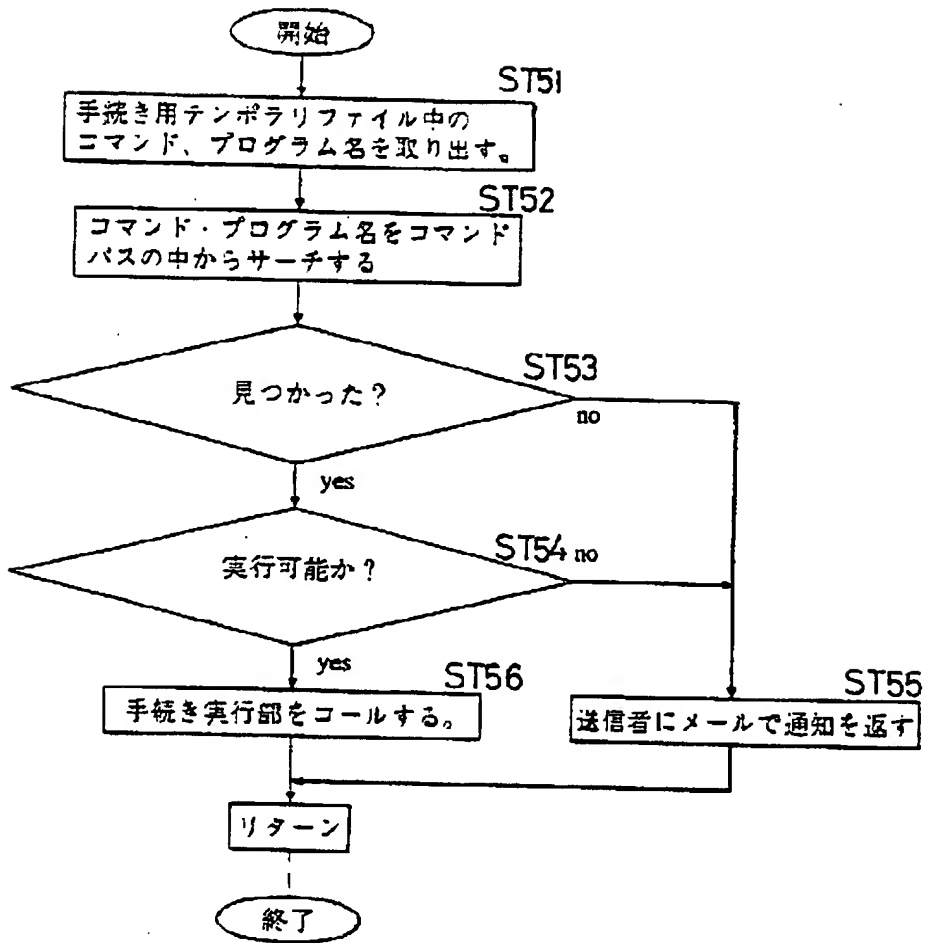 開始
ST51
手続き用テンポラリファイル中の
コマンド、プログラム名を取り出す。
ST52
コマンド・プログラム名をコマンド
パスの中からサーチする
ST53
見つかった?
no
yes
ST54 no
実行可能か?
yes
ST56
手続き実行部をコールする。
ST55
送信者にメールで通知を返す
リターン
終了